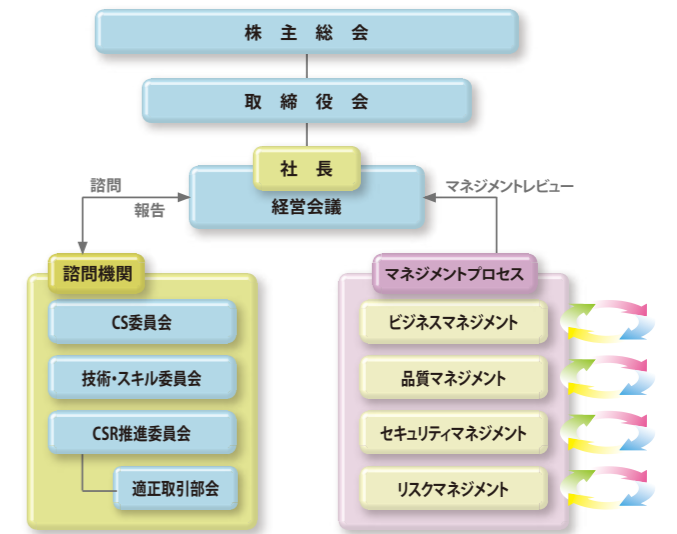 株 主 総 会
取 締 役 会
社 長
経営会議
諮問
報告
マネジメントレビュー
諮問機関
CS委員会
技術・スキル委員会
CSR推進委員会
適正取引部会
マネジメントプロセス
ビジネスマネジメント
品質マネジメント
セキュリティマネジメント
リスクマネジメント